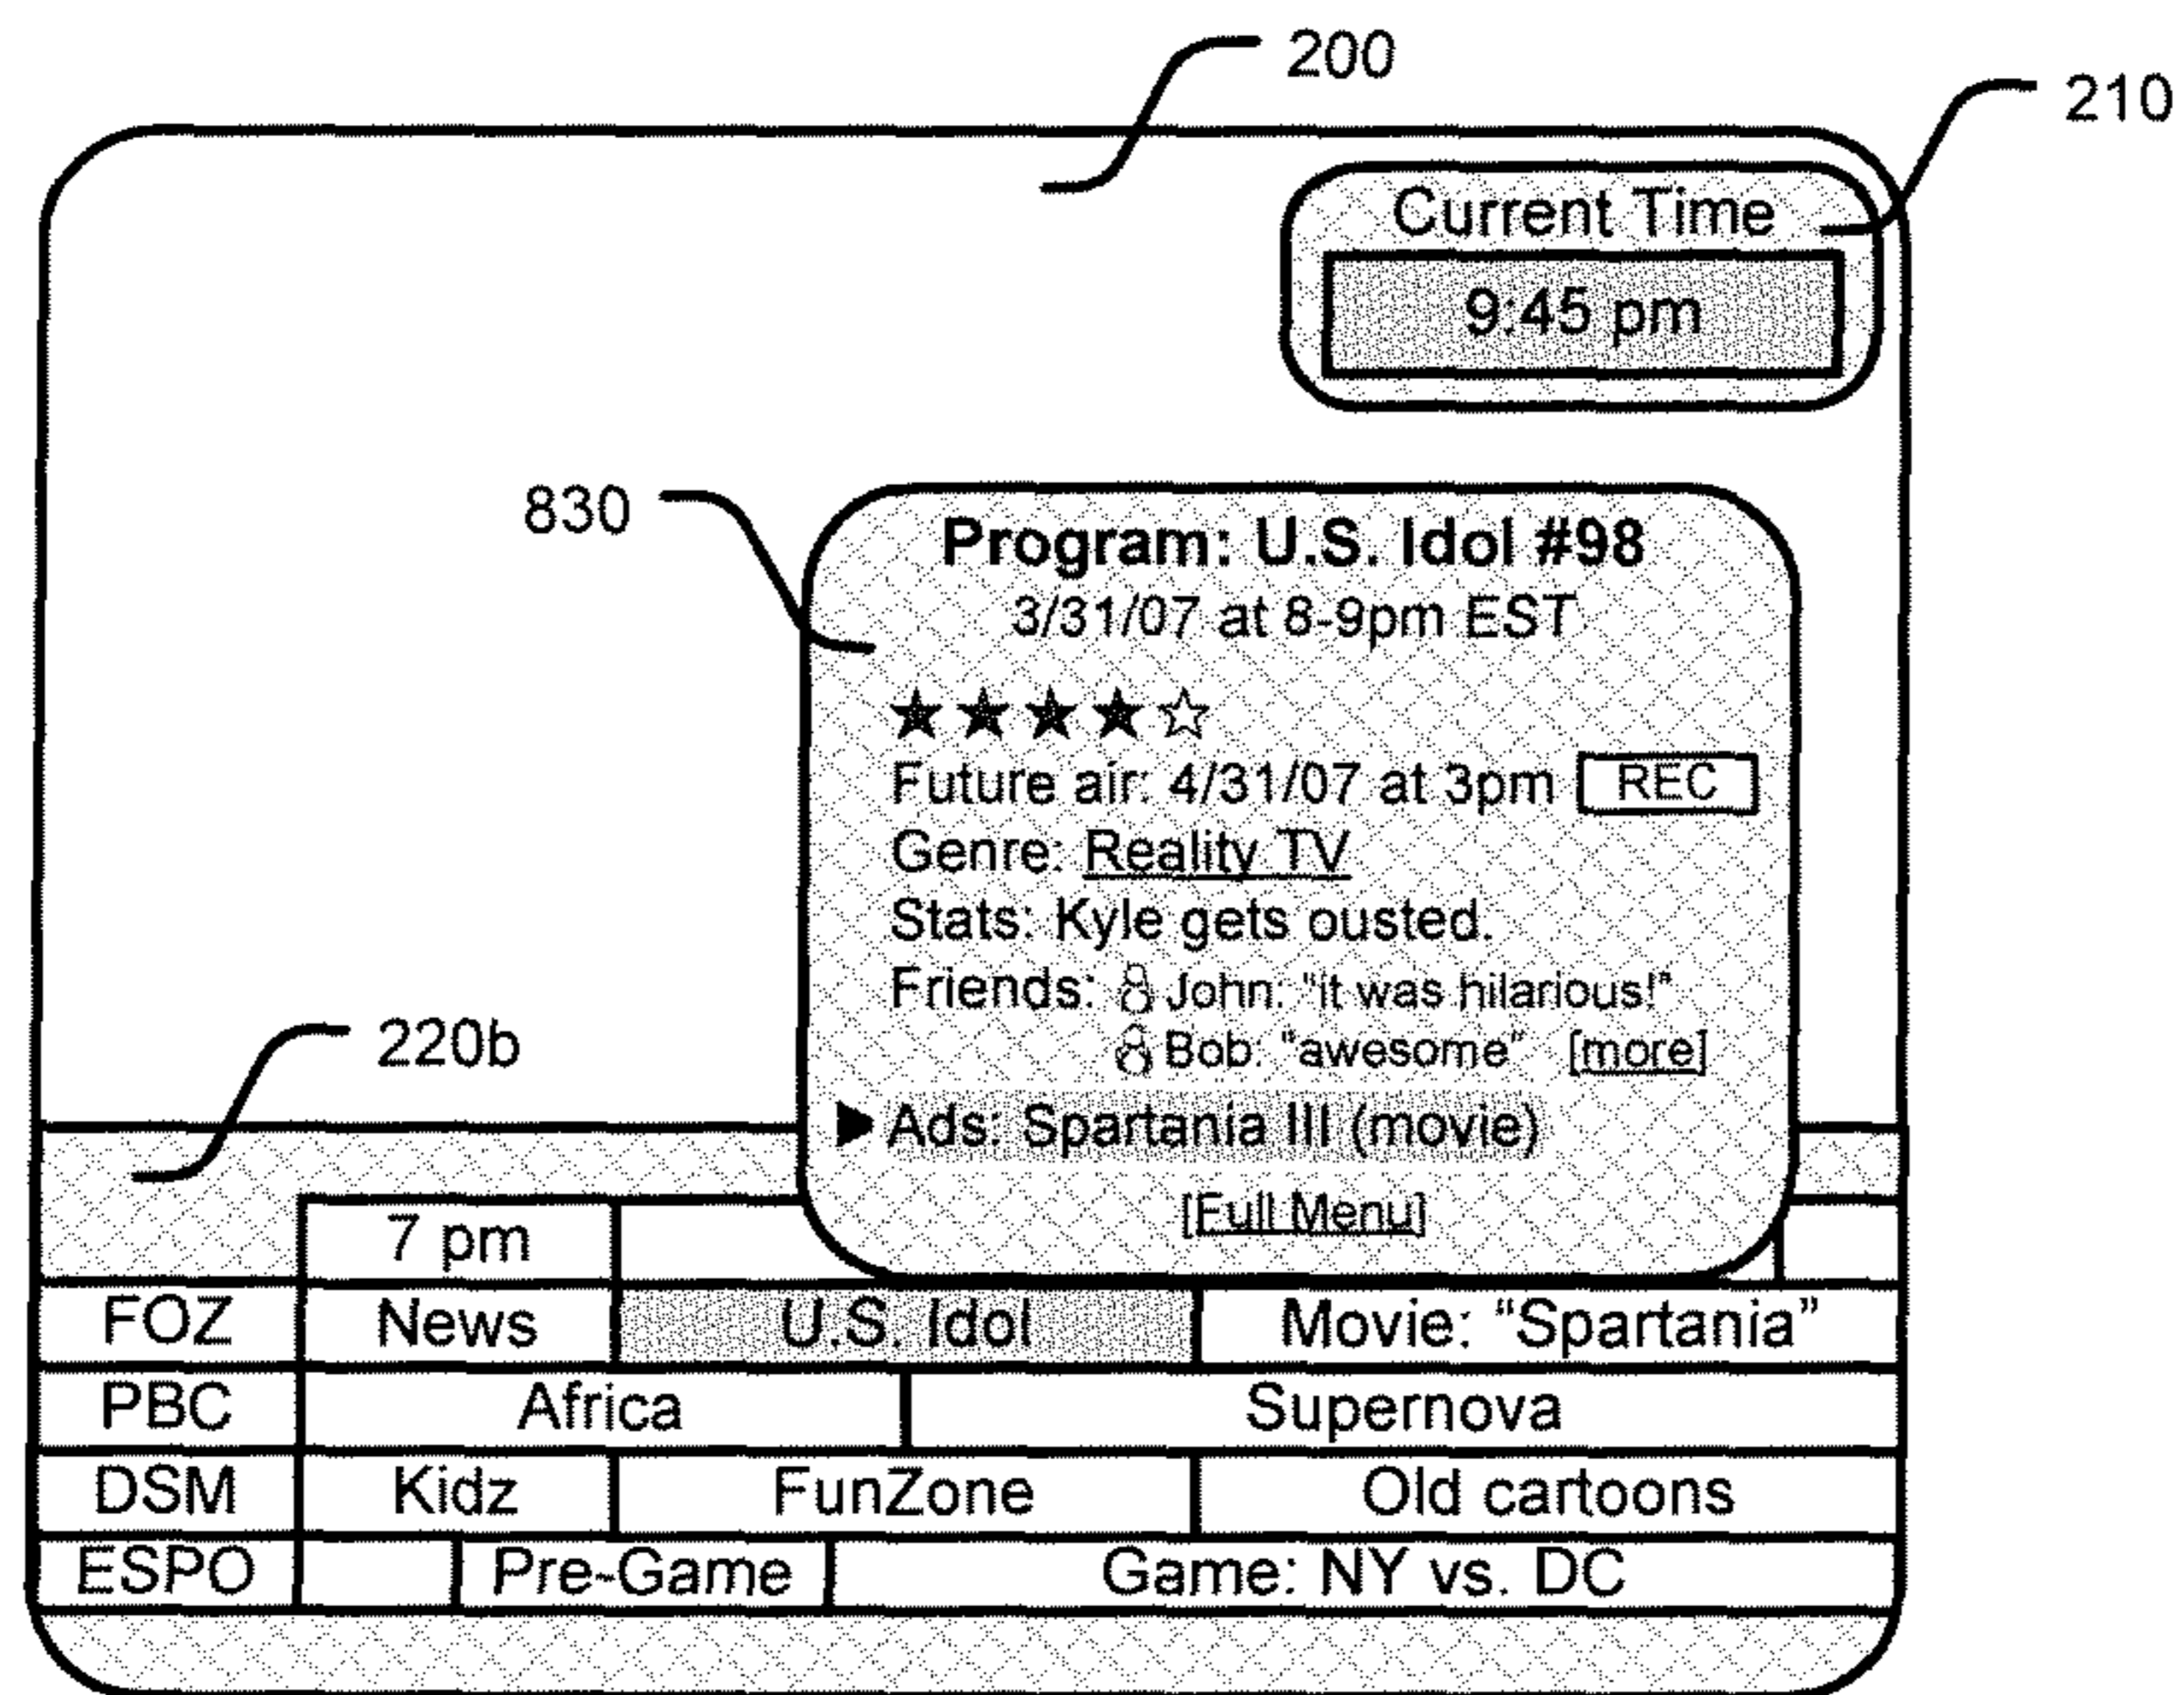 200
210
Current Time
9:45 pm
830
Program: U.S. Idol #98
3/31/07 at 8-9pm EST
Future air: 4/31/07 at 3pm REC
Genre: Reality TV
Stats: Kyle gets ousted.
Friends: John: "it was hilarious!"
Bob: "awesome" [more]
220b
Ads: Spartania III (movie)
[Full Menu]
7 pm
FOZ News U.S. Idol Movie: “Spartania”
PBC Africa Supernova
DSM Kidz FunZone Old cartoons
ESPO Pre-Game Game: NY vs. DC